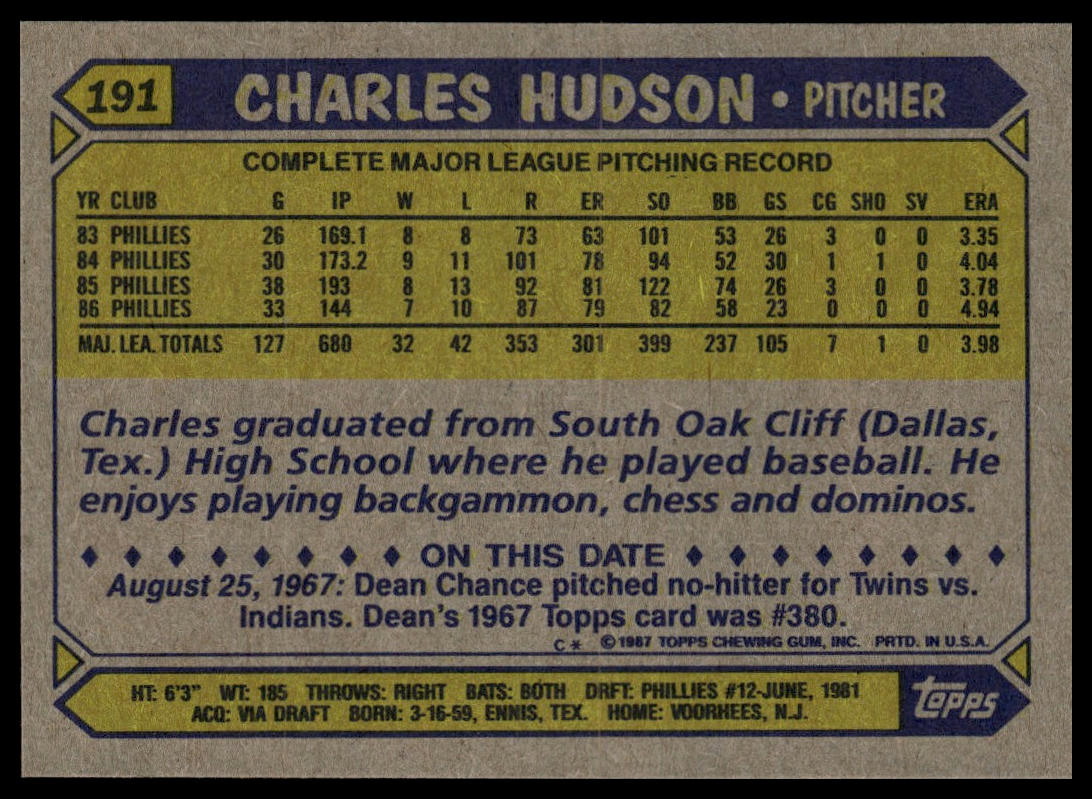 191 CHARLES HUDSON • PITCHER
COMPLETE MAJOR LEAGUE PITCHING RECORD
YR CLUB G IP W L R ER SO BB GS CG SHO SV ERA
83 PHILLIES 26 169.1 8 8 73 63 101 53 26 3 0 0 3.35
84 PHILLIES 30 173.2 9 11 101 78 94 52 30 1 1 0 4.04
85 PHILLIES 38 193 8 13 92 81 122 74 26 3 0 0 3.78
86 PHILLIES 33 144 7 10 87 79 82 58 23 0 0 0 4.94
MAJ. LEA. TOTALS 127 680 32 42 353 301 399 237 105 7 1 0 3.98
Charles graduated from South Oak Cliff (Dallas,
Tex.) High School where he played baseball. He
enjoys playing backgammon, chess and dominos.
♦ ♦ ♦ ♦ ♦ ♦ ♦ ♦ ON THIS DATE ♦ ♦ ♦ ♦ ♦ ♦ ♦ ♦
August 25, 1967: Dean Chance pitched no-hitter for Twins vs.
Indians. Dean's 1967 Topps card was #380.
C* ©1987 TOPPS CHEWING GUM, INC. PRTD. IN U.S.A.
HT: 6'3" WT: 185 THROWS: RIGHT BATS: BOTH DRFT: PHILLIES #12-JUNE, 1981
ACQ: VIA DRAFT BORN: 3-16-59, ENNIS, TEX. HOME: VOORHEES, N.J.
Topps